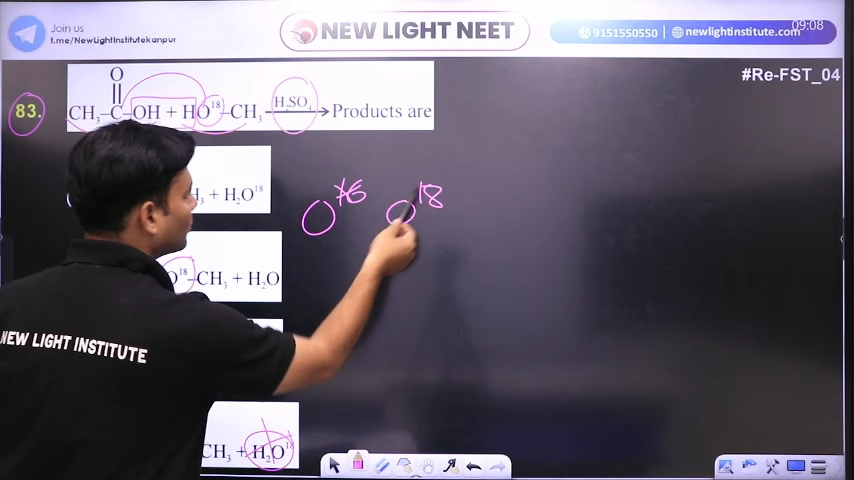 Join us
t.me/NewLightInstitutekanpur
NEW LIGHT NEET
9151550550 | newlightinstitute.com
09:08
#Re-FST_04
O
83. CH₃–C–OH + HO¹⁸–CH₃ H₂SO₄→ Products are
+ H₂O¹⁸
O¹⁶ O¹⁸
O¹⁸–CH₃ + H₂O
CH₃ + H₂O¹⁸
NEW LIGHT INSTITUTE